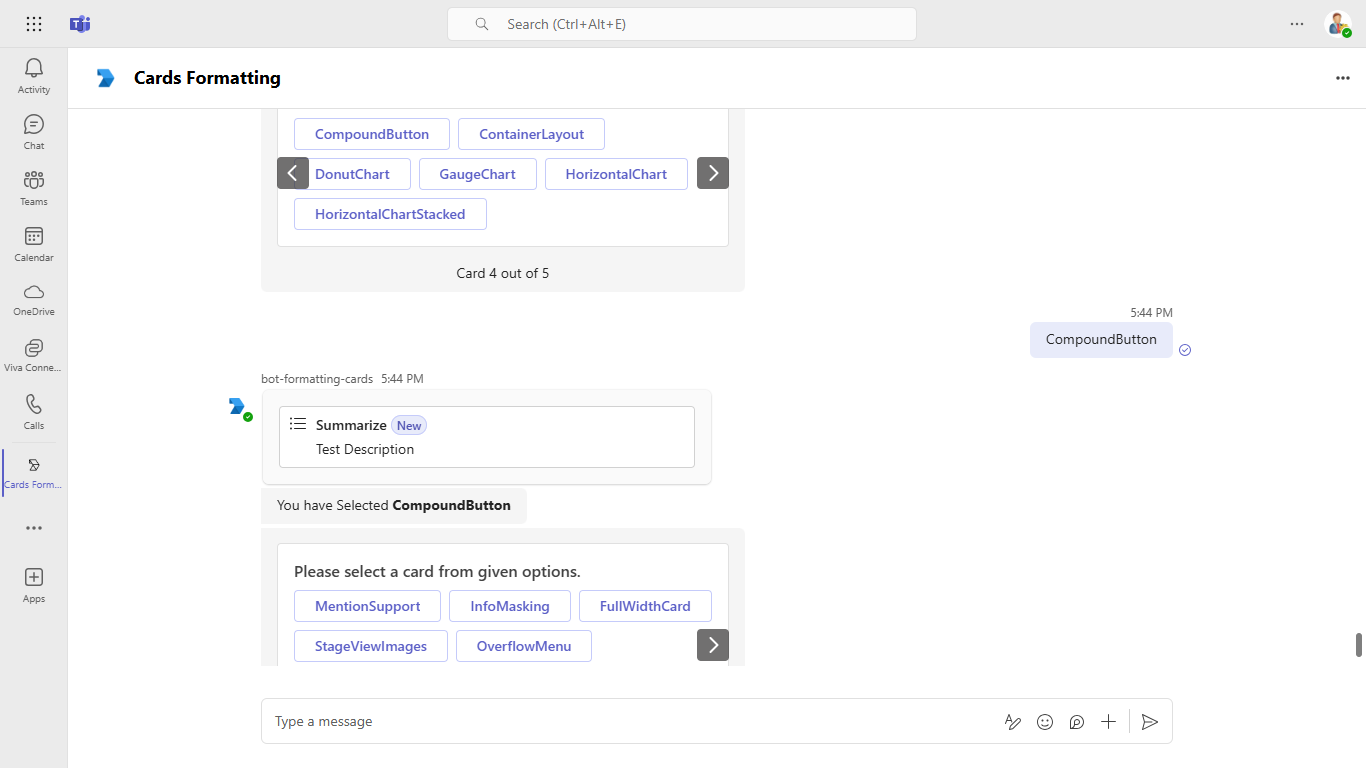 Search (Ctrl+Alt+E)
Activity
Chat
Teams
Calendar
OneDrive
Viva Conne...
Calls
Cards Form...
Apps
Cards Formatting
CompoundButton
ContainerLayout
DonutChart
GaugeChart
HorizontalChart
HorizontalChartStacked
Card 4 out of 5
5:44 PM
CompoundButton
bot-formatting-cards 5:44 PM
Summarize New
Test Description
You have Selected CompoundButton
Please select a card from given options.
MentionSupport
InfoMasking
FullWidthCard
StageViewImages
OverflowMenu
Type a message